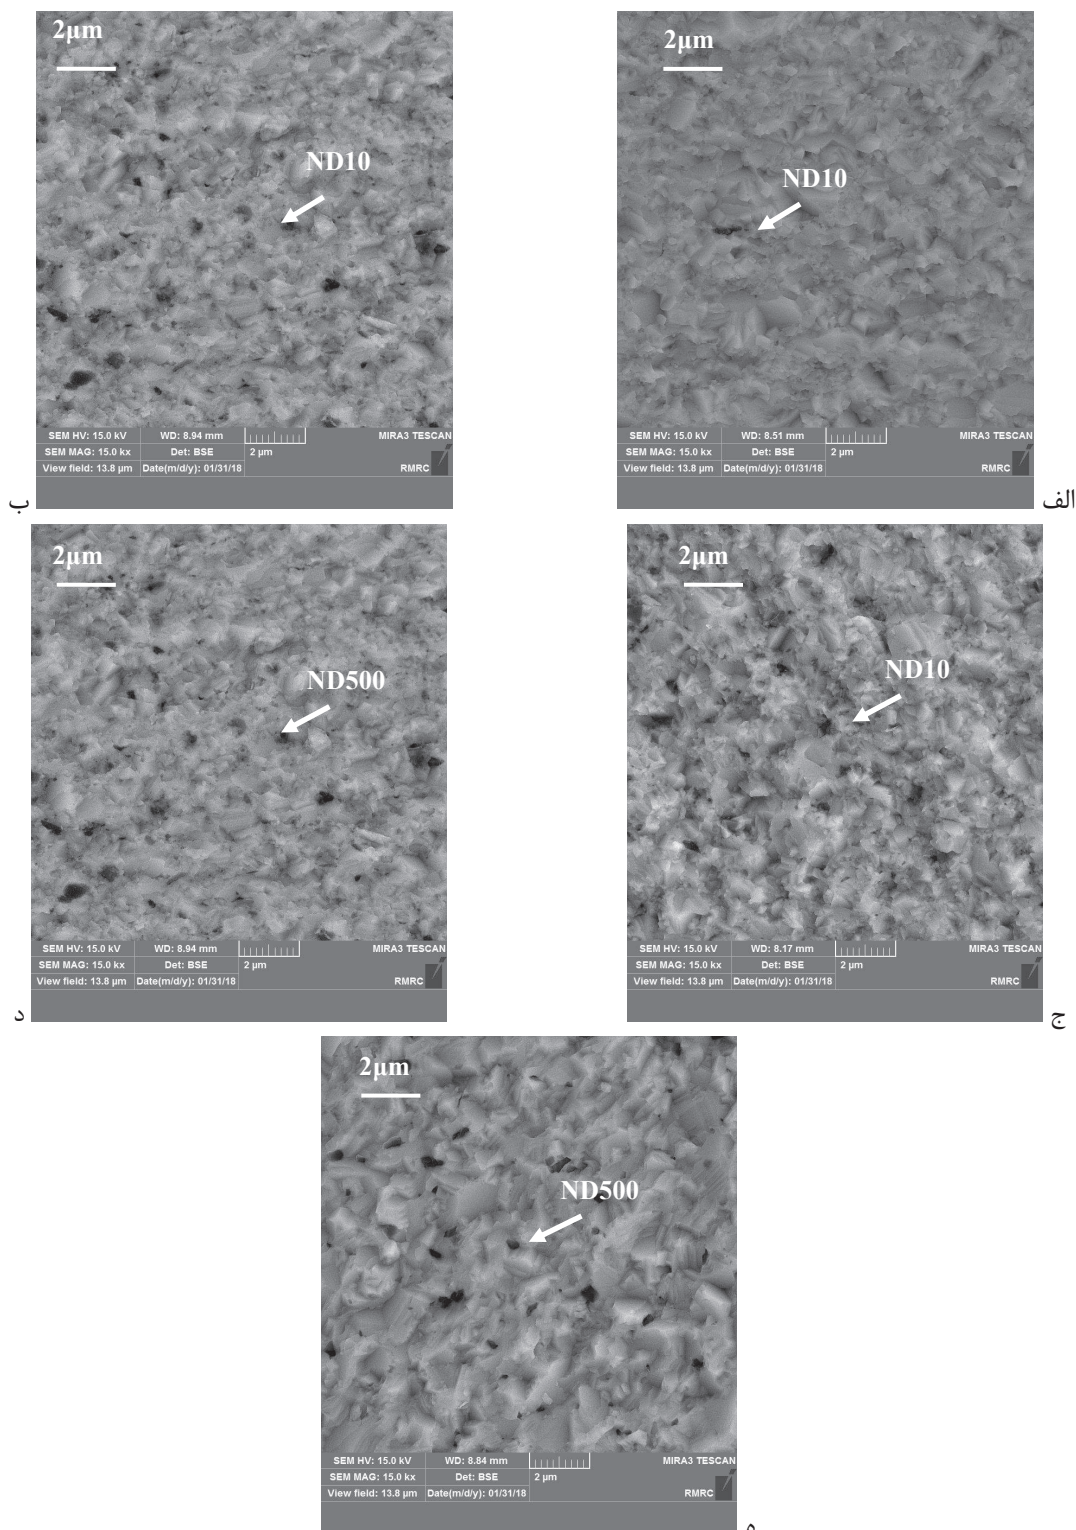 2μm
ND10
SEM HV: 15.0 kV WD: 8.51 mm MIRA3 TESCAN
SEM MAG: 15.0 kx Det: BSE 2 μm
View field: 13.8 μm Date(m/d/y): 01/31/18 RMRC
الف
2μm
ND10
SEM HV: 15.0 kV WD: 8.94 mm MIRA3 TESCAN
SEM MAG: 15.0 kx Det: BSE 2 μm
View field: 13.8 μm Date(m/d/y): 01/31/18 RMRC
ب
2μm
ND10
SEM HV: 15.0 kV WD: 8.17 mm MIRA3 TESCAN
SEM MAG: 15.0 kx Det: BSE 2 μm
View field: 13.8 μm Date(m/d/y): 01/31/18 RMRC
ج
2μm
ND500
SEM HV: 15.0 kV WD: 8.94 mm MIRA3 TESCAN
SEM MAG: 15.0 kx Det: BSE 2 μm
View field: 13.8 μm Date(m/d/y): 01/31/18 RMRC
د
2μm
ND500
SEM HV: 15.0 kV WD: 8.84 mm MIRA3 TESCAN
SEM MAG: 15.0 kx Det: BSE 2 μm
View field: 13.8 μm Date(m/d/y): 01/31/18 RMRC
ه